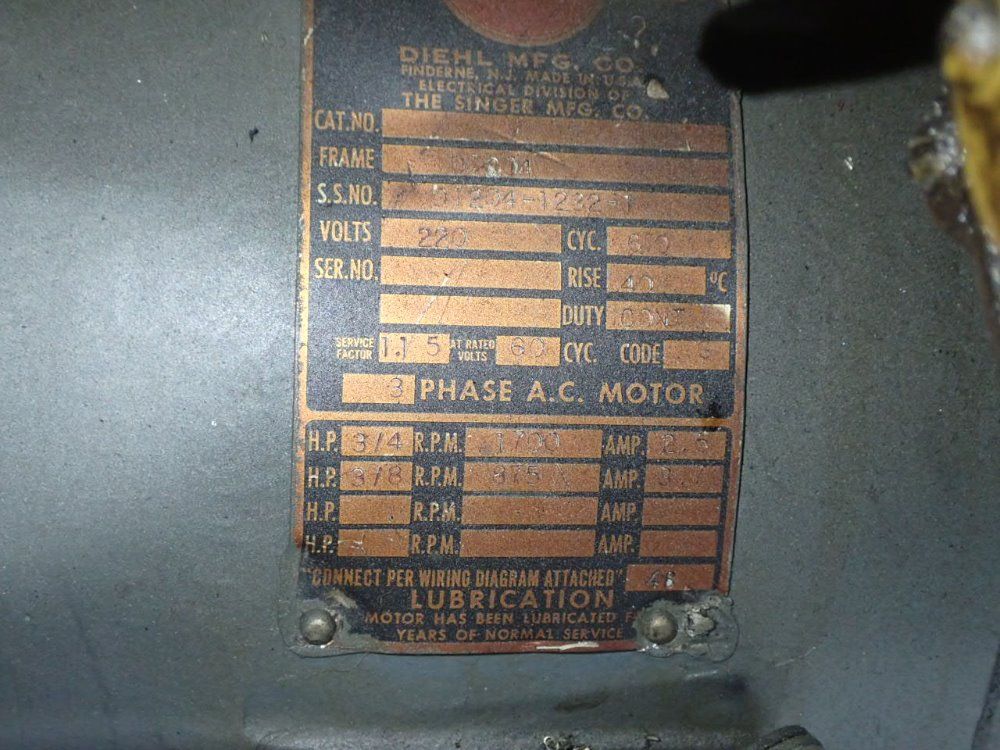 DIEHL MFG. CO.
FINDERNE, N.J. MADE IN U.S.A.
ELECTRICAL DIVISION OF
THE SINGER MFG. CO.
CAT.NO.
FRAME
S.S.NO.
VOLTS 220 CYC. 60
SER.NO. RISE 40 °C
DUTY CONT
SERVICE FACTOR 1.15 AT RATED VOLTS 60 CYC. CODE
3 PHASE A.C. MOTOR
H.P. 3/4 R.P.M. 1700 AMP.
H.P. 3/8 R.P.M. 875 AMP.
H.P. R.P.M. AMP.
H.P. R.P.M. AMP.
"CONNECT PER WIRING DIAGRAM ATTACHED"
LUBRICATION
MOTOR HAS BEEN LUBRICATED
YEARS OF NORMAL SERVICE